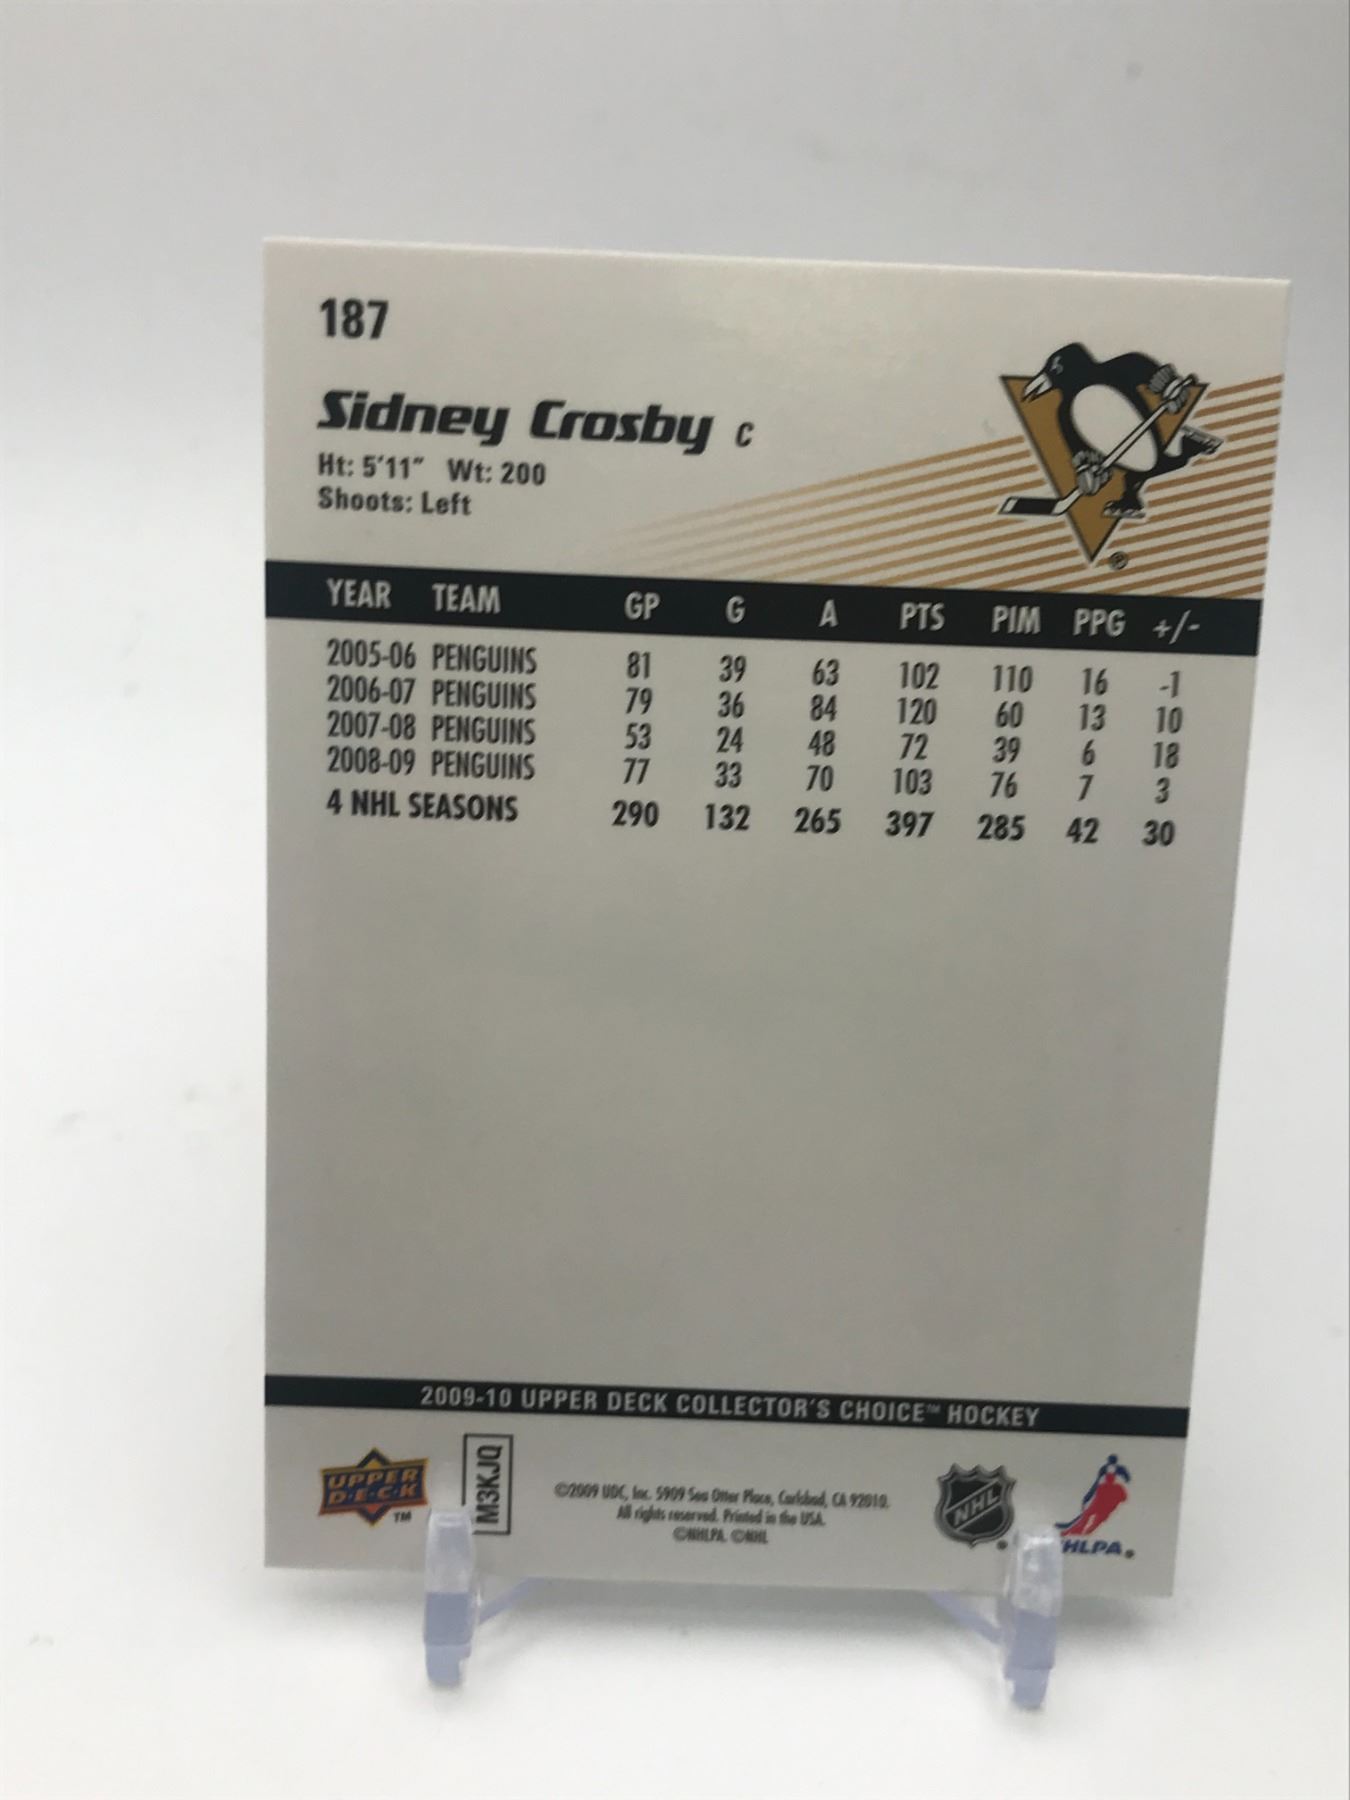 187
Sidney Crosby C
Ht: 5'11" Wt: 200
Shoots: Left
YEAR TEAM GP G A PTS PIM PPG +/-
2005-06 PENGUINS 81 39 63 102 110 16 -1
2006-07 PENGUINS 79 36 84 120 60 13 10
2007-08 PENGUINS 53 24 48 72 39 6 18
2008-09 PENGUINS 77 33 70 103 76 7 3
4 NHL SEASONS 290 132 265 397 285 42 30
2009-10 UPPER DECK COLLECTOR'S CHOICE™ HOCKEY
UPPER
D·E·C·K
TM
M3KJQ
©2009 UDC, Inc. 5909 Sea Otter Place, Carlsbad, CA 92010.
All rights reserved. Printed in the USA.
©NHLPA ©NHL
NHL
HLPA®